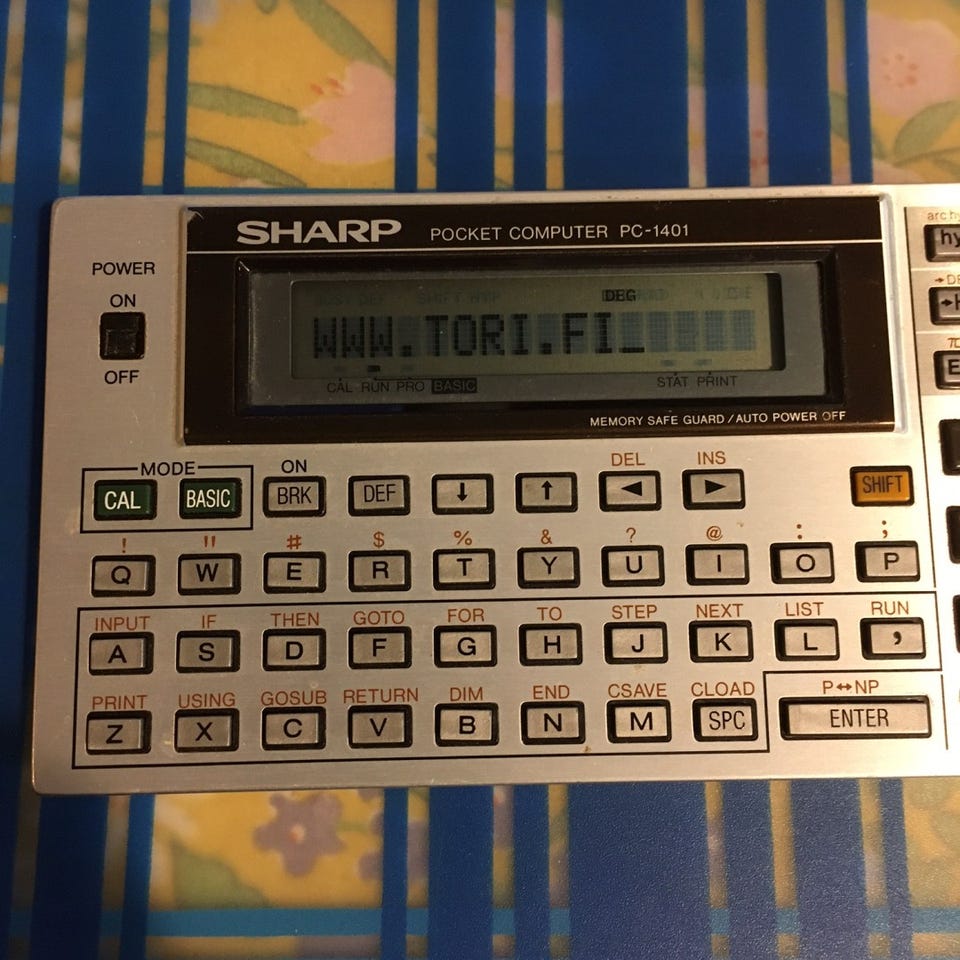 SHARP POCKET COMPUTER PC-1401
POWER
ON
OFF
DEG
WWW.TORI.FI_
CAL RUN PRO BASIC STAT PRINT
MEMORY SAFE GUARD/AUTO POWER OFF
MODE ON DEL INS
CAL BASIC BRK DEF ↓ ↑ ◀ ▶ SHIFT
! " # $ % & ? @ : ;
Q W E R T Y U I O P
INPUT IF THEN GOTO FOR TO STEP NEXT LIST RUN
A S D F G H J K L ,
PRINT USING GOSUB RETURN DIM END CSAVE CLOAD P↔NP
Z X C V B N M SPC ENTER